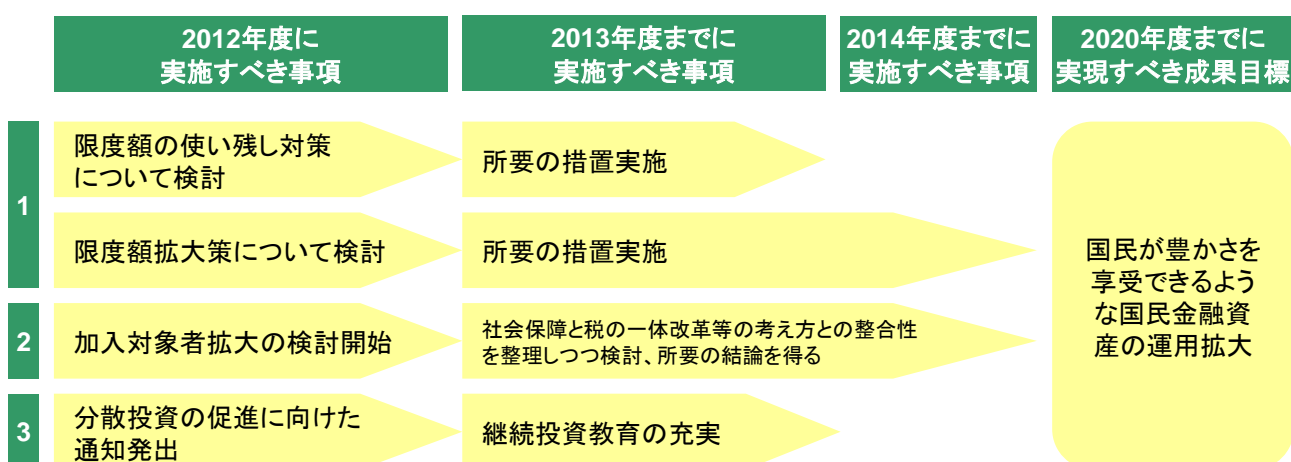 2012年度に
実施すべき事項
2013年度までに
実施すべき事項
2014年度までに
実施すべき事項
2020年度までに
実現すべき成果目標
1
限度額の使い残し対策
について検討
所要の措置実施
限度額拡大策について検討
所要の措置実施
2
加入対象者拡大の検討開始
社会保障と税の一体改革等の考え方との整合性
を整理しつつ検討、所要の結論を得る
3
分散投資の促進に向けた
通知発出
継続投資教育の充実
国民が豊かさを
享受できるよう
な国民金融資
産の運用拡大